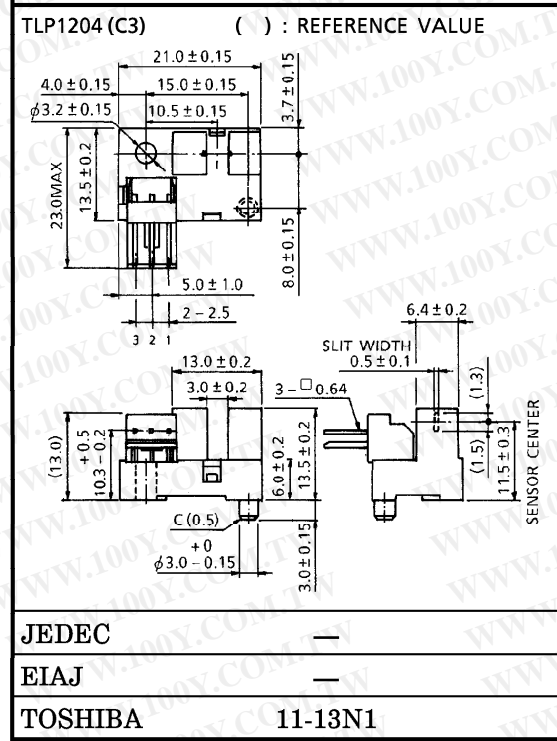 TLP1204 (C3) ( ) : REFERENCE VALUE
21.0 ± 0.15
4.0 ± 0.15
15.0 ± 0.15
ϕ3.2 ± 0.15
10.5 ± 0.15
3.7 ± 0.15
23.0MAX
13.5 ± 0.2
8.0 ± 0.15
5.0 ± 1.0
2 – 2.5
3 2 1
6.4 ± 0.2
SLIT WIDTH
0.5 ± 0.1
13.0 ± 0.2
3.0 ± 0.2
3 – □ 0.64
(1.3)
(1.5)
11.5 ± 0.3
SENSOR CENTER
(13.0)
+ 0.5
10.3 – 0.2
6.0 ± 0.2
13.5 ± 0.2
C (0.5)
+ 0
ϕ3.0 – 0.15
3.0 ± 0.15
JEDEC —
EIAJ —
TOSHIBA 11-13N1
WWW.100Y.COM.TW